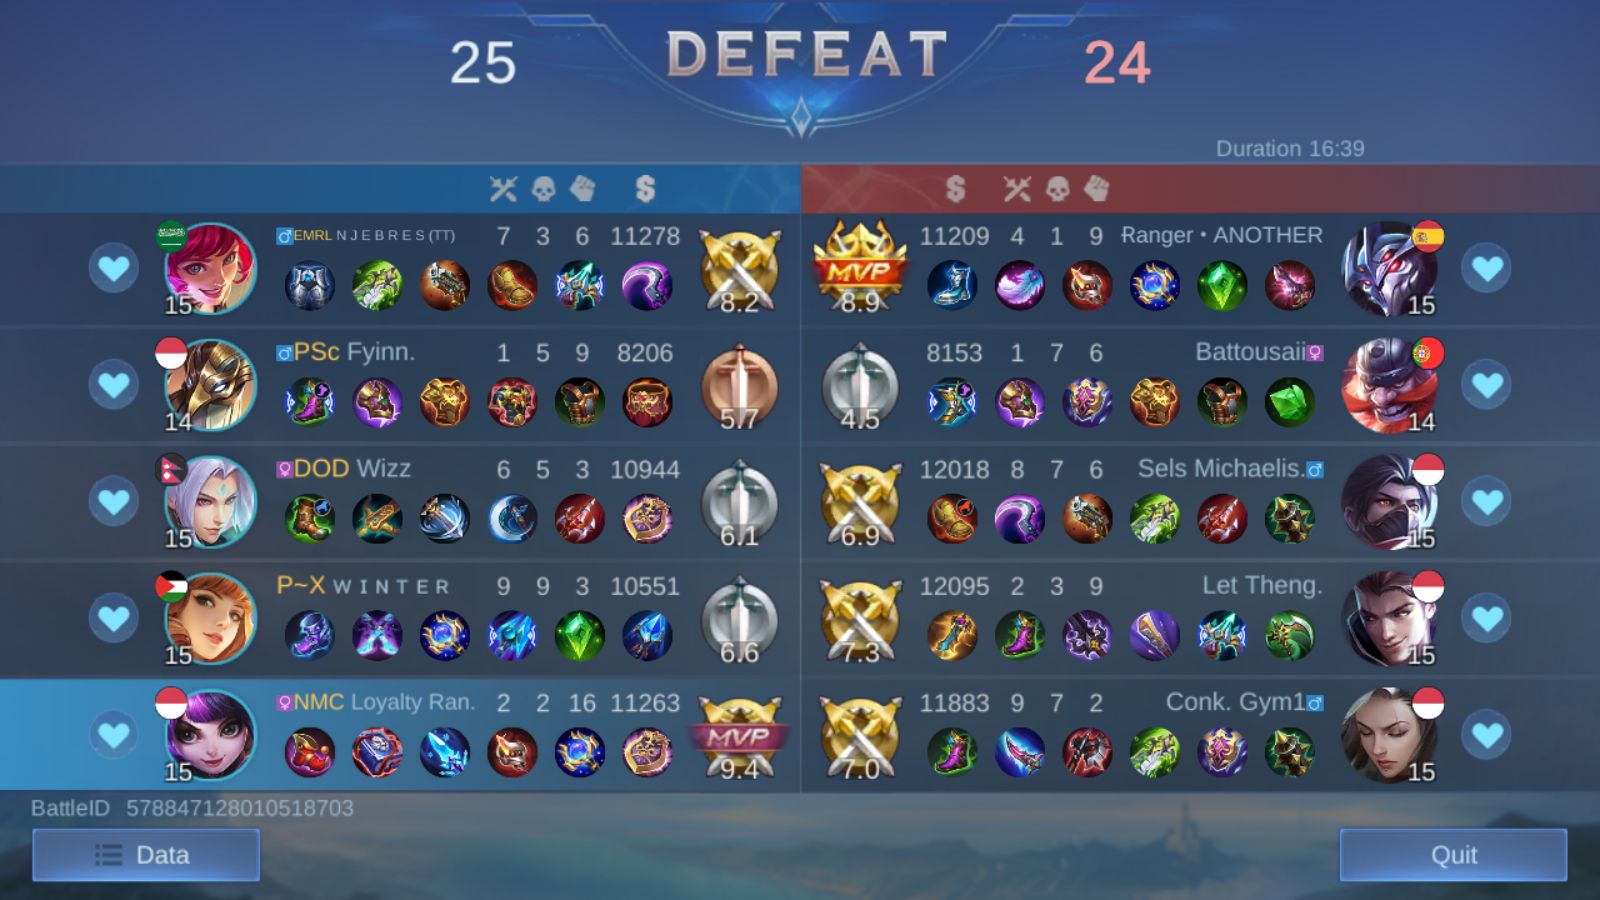 25 DEFEAT 24
Duration 16:39
♂EMRL N J E B R E S (TT) 7 3 6 11278 8.2
15
MVP 8.9 11209 4 1 9 Ranger • ANOTHER
15
♂PSc Fyinn. 1 5 9 8206 5.7
14
4.5 8153 1 7 6 Battousaii♀
14
♀DOD Wizz 6 5 3 10944 6.1
15
6.9 12018 8 7 6 Sels Michaelis.♂
15
P~X W I N T E R 9 9 3 10551 6.6
15
7.3 12095 2 3 9 Let Theng.
15
♀NMC Loyalty Ran. 2 2 16 11263 MVP 9.4
15
7.0 11883 9 7 2 Conk. Gym1♂
15
BattleID 578847128010518703
Data
Quit